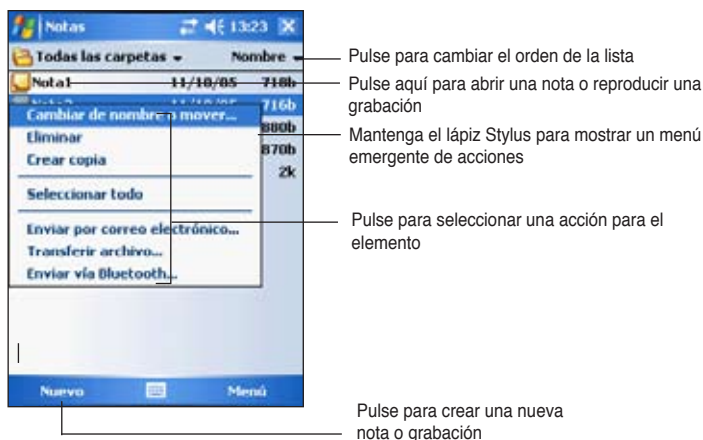 Notas 13:23
Todas las carpetas Nombre
Nota1 11/10/05 718b
716b
Cambiar de nombre o mover...
880b
Eliminar
870b
Crear copia
2k
Seleccionar todo
Enviar por correo electrónico...
Transferir archivo...
Enviar vía Bluetooth...
Nuevo Menú
Pulse para cambiar el orden de la lista
Pulse aquí para abrir una nota o reproducir una
grabación
Mantenga el lápiz Stylus para mostrar un menú
emergente de acciones
Pulse para seleccionar una acción para el
elemento
Pulse para crear una nueva
nota o grabación